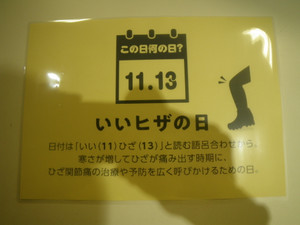 この日何の日?
11.13
いいヒザの日
日付は「いい(11)ひざ(13)」と読む語呂合わせから。
寒さが増してひざが痛み出す時期に、
ひざ関節痛の治療や予防を広く呼びかけるための日。